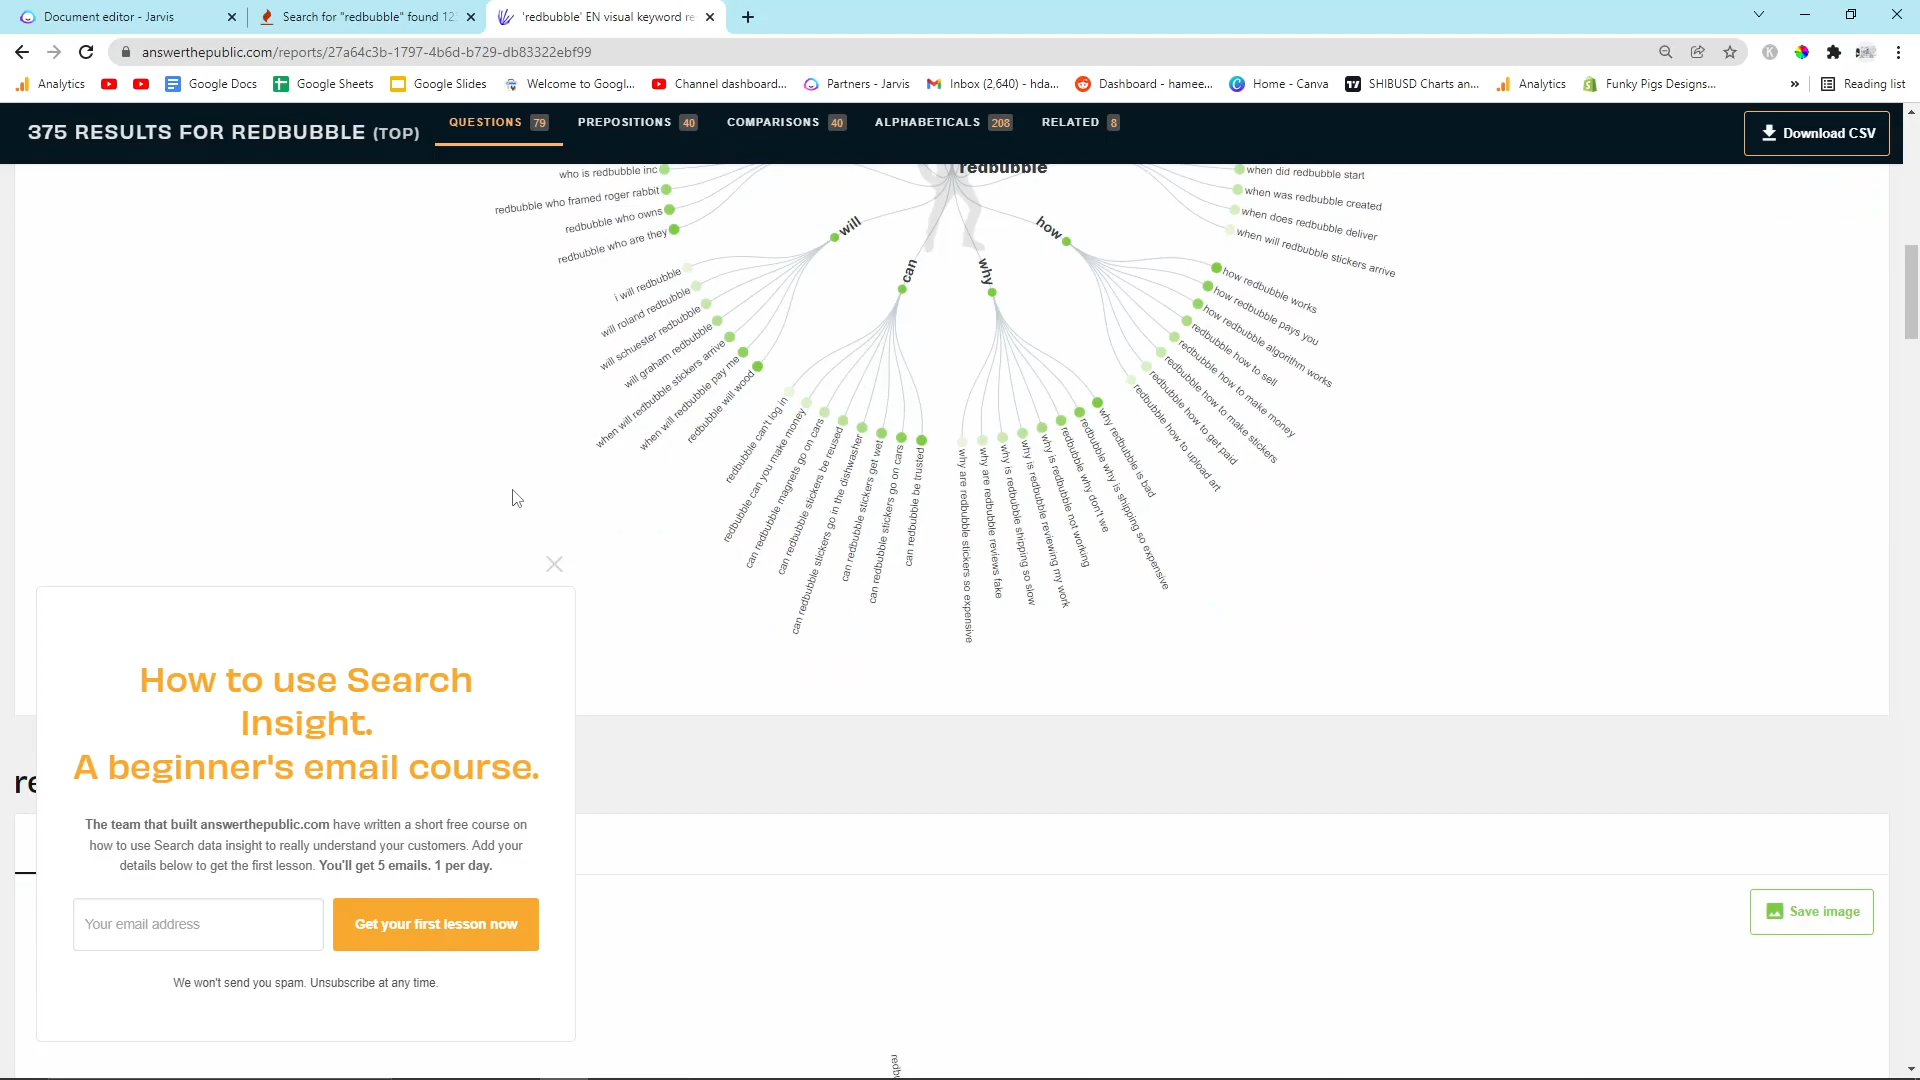 Document editor - Jarvis
Search for "redbubble" found 12
'redbubble' EN visual keyword re
answerthepublic.com/reports/27a64c3b-1797-4b6d-b729-db83322ebf99
Analytics
Google Docs
Google Sheets
Google Slides
Welcome to Googl...
Channel dashboard...
Partners - Jarvis
Inbox (2,640) - hda...
Dashboard - hamee...
Home - Canva
SHIBUSD Charts an...
Analytics
Funky Pigs Designs...
»
Reading list
375 RESULTS FOR REDBUBBLE (TOP)
QUESTIONS 79
PREPOSITIONS 40
COMPARISONS 40
ALPHABETICALS 208
RELATED 8
Download CSV
redbubble
who is redbubble inc
redbubble who framed roger rabbit
redbubble who owns
redbubble who are they
when did redbubble start
when was redbubble created
when does redbubble deliver
when will redbubble stickers arrive
will
i will redbubble
will roland redbubble
will schuester redbubble
will graham redbubble
when will redbubble stickers arrive
when will redbubble pay me
redbubble will wood
can
redbubble can't log in
redbubble can you make money
can redbubble magnets go on cars
can redbubble stickers be reused
can redbubble stickers go in the dishwasher
can redbubble stickers get wet
can redbubble stickers go on cars
can redbubble be trusted
why
why are redbubble stickers so expensive
why are redbubble reviews fake
why is redbubble shipping so slow
why is redbubble reviewing my work
why is redbubble not working
redbubble why don't we
redbubble why is shipping so expensive
why redbubble is bad
how
how redbubble works
how redbubble pays you
how redbubble algorithm works
redbubble how to sell
redbubble how to make money
redbubble how to make stickers
redbubble how to get paid
redbubble how to upload art
How to use Search
Insight.
A beginner's email course.
The team that built answerthepublic.com have written a short free course on
how to use Search data insight to really understand your customers. Add your
details below to get the first lesson. You'll get 5 emails. 1 per day.
Your email address
Get your first lesson now
We won't send you spam. Unsubscribe at any time.
re
Save image
redbu